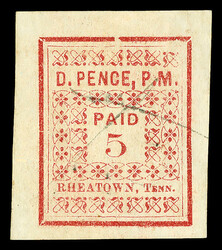 D. PENCE, P.M.
PAID
5
RHEATOWN, TENN.